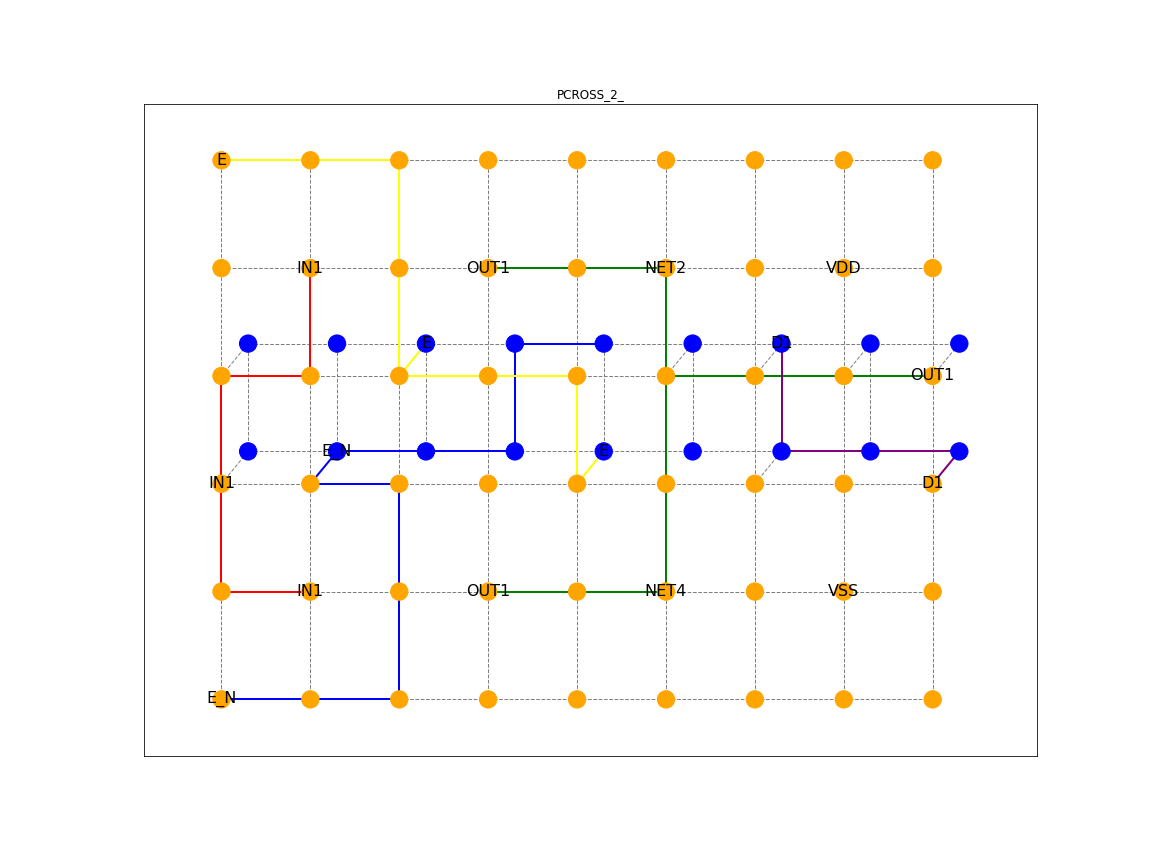 PCROSS_2_
E
IN1 OUT1 NET2 VDD
E D1
OUT1
E_N E
IN1 D1
IN1 OUT1 NET4 VSS
E_N